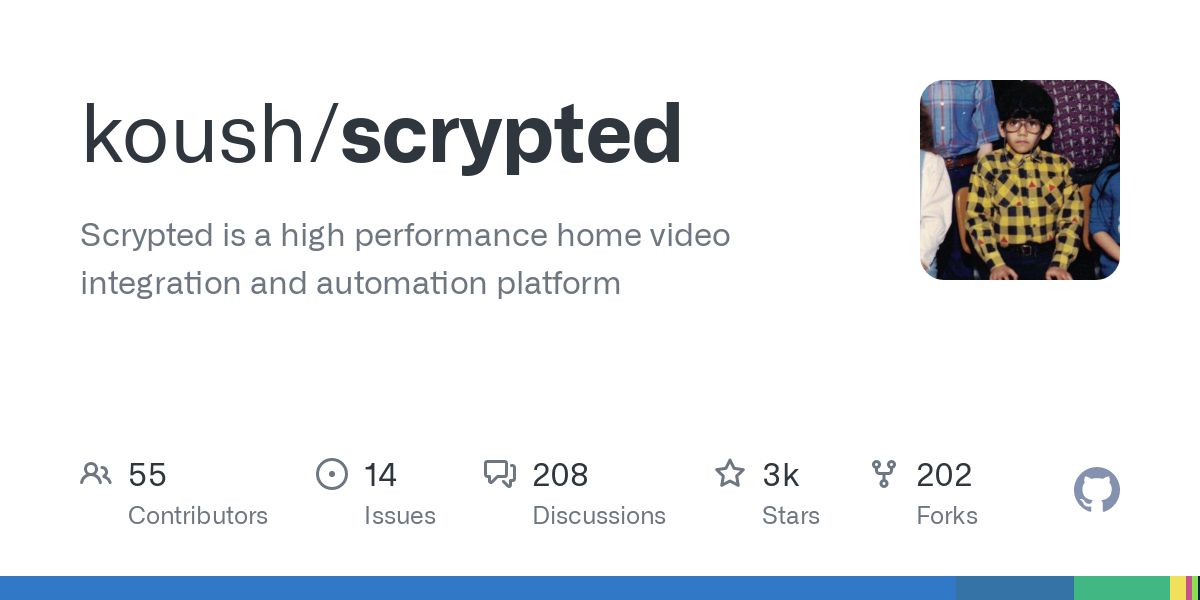 koush/scrypted
Scrypted is a high performance home video
integration and automation platform
55
Contributors
14
Issues
208
Discussions
3k
Stars
202
Forks